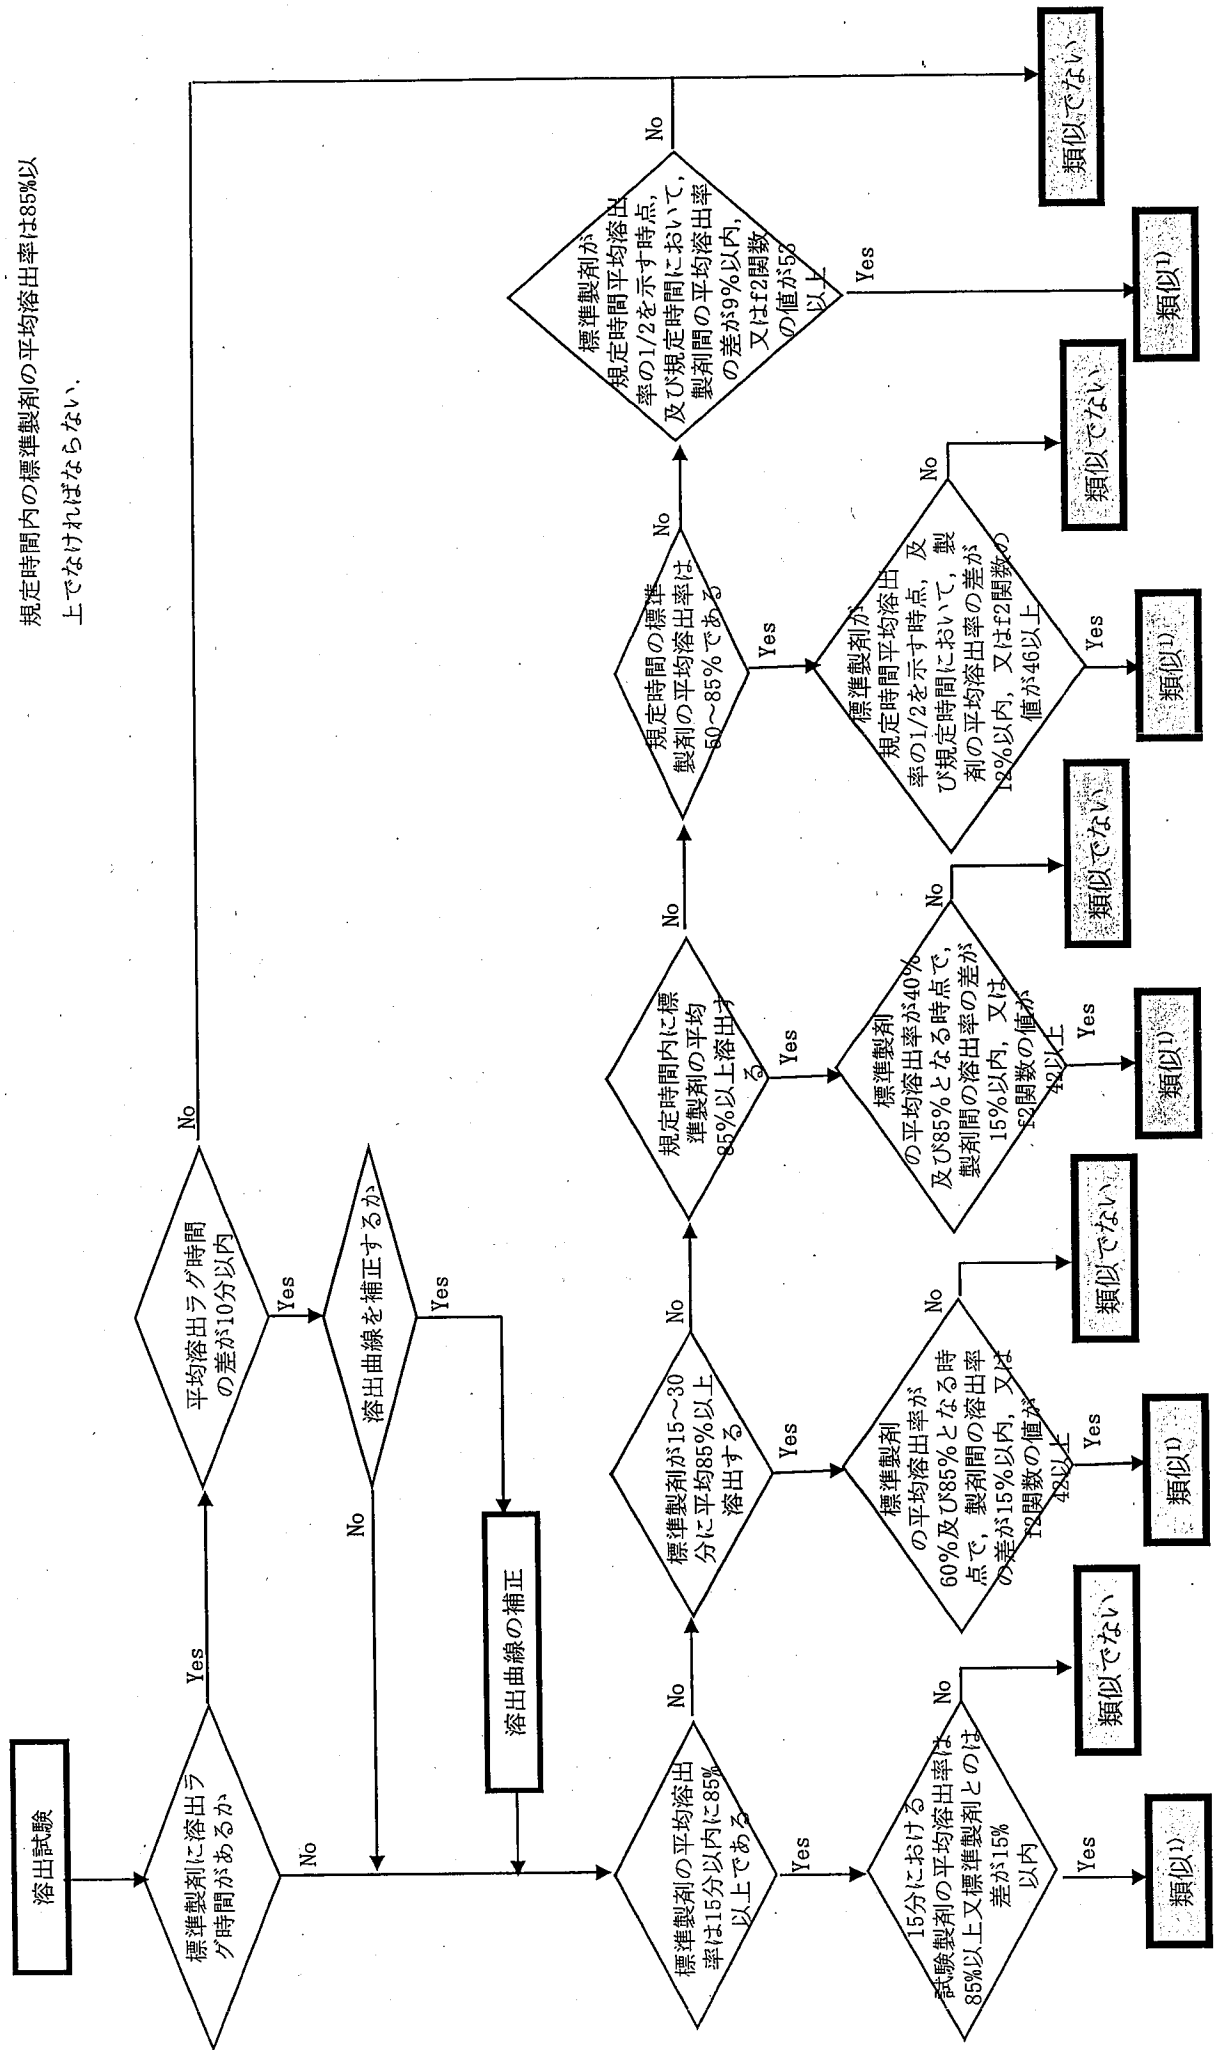 規定時間内の標準製剤の平均溶出率は85%以
上でなければならない.
溶出試験
標準製剤に溶出ラ
グ時間があるか
Yes
No
平均溶出ラグ時間
の差が10分以内
No
Yes
溶出曲線を補正するか
No
Yes
溶出曲線の補正
標準製剤の平均溶出
率は15分以内に85%
以上である
No
Yes
15分における
試験製剤の平均溶出率は
85%以上又標準製剤とのは
差が15%
以内
No
類似でない
Yes
類似1)
標準製剤が15～30
分に平均85%以上
溶出する
No
Yes
標準製剤
の平均溶出率が
60%及び85%となる時
点で，製剤間の溶出率
の差が15%以内，又は
f2関数の値が
42以上
No
類似でない
Yes
類似1)
規定時間内に標
準製剤の平均
85%以上溶出す
る
No
Yes
標準製剤
の平均溶出率が40%
及び85%となる時点で，
製剤間の溶出率の差が
15%以内，又は
f2関数の値が
42以上
No
類似でない
Yes
類似1)
規定時間の標準
製剤の平均溶出率は
50～85%である
No
Yes
標準製剤が
規定時間平均溶出
率の1/2を示す時点，及
び規定時間において，製
剤の平均溶出率の差が
12%以内，又はf2関数の
値が46以上
No
類似でない
Yes
類似1)
標準製剤が
規定時間平均溶出
率の1/2を示す時点，
及び規定時間において，
製剤間の平均溶出率
の差が9%以内，
又はf2関数
の値が53
以上
No
類似でない
Yes
類似1)